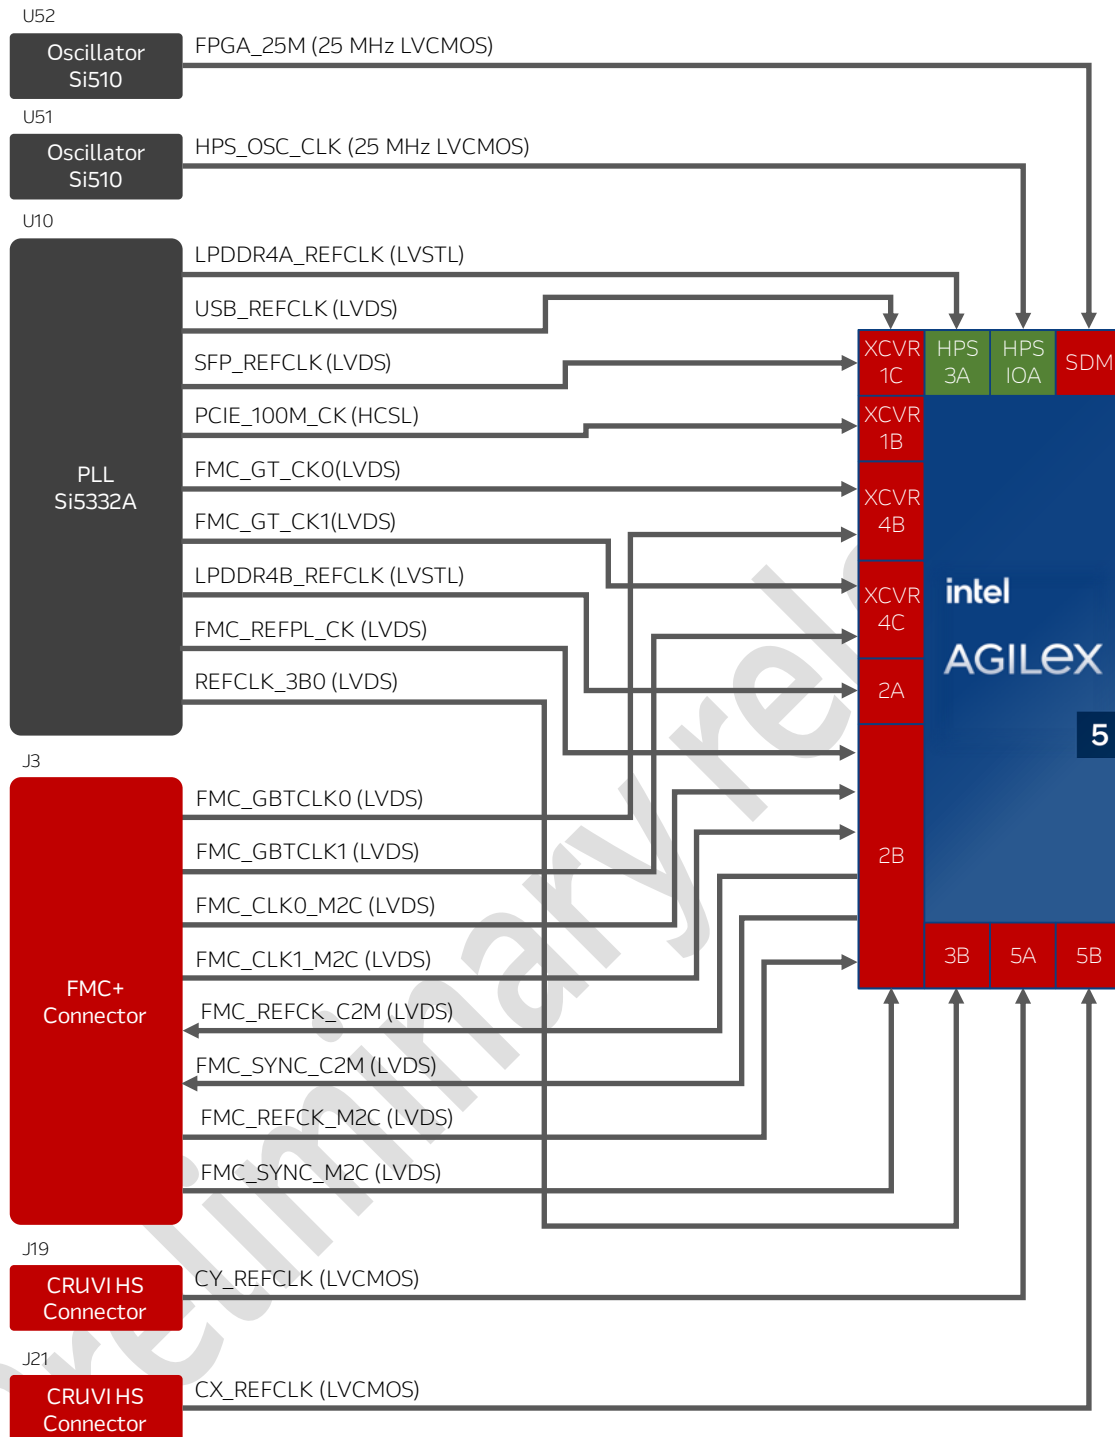 U52
Oscillator
Si510
FPGA_25M (25 MHz LVCMOS)
U51
Oscillator
Si510
HPS_OSC_CLK (25 MHz LVCMOS)
U10
PLL
Si5332A
LPDDR4A_REFCLK (LVSTL)
USB_REFCLK (LVDS)
SFP_REFCLK (LVDS)
PCIE_100M_CK (HCSL)
FMC_GT_CK0(LVDS)
FMC_GT_CK1(LVDS)
LPDDR4B_REFCLK (LVSTL)
FMC_REFPL_CK (LVDS)
REFCLK_3B0 (LVDS)
XCVR
1C
HPS
3A
HPS
IOA
SDM
XCVR
1B
XCVR
4B
XCVR
4C
2A
2B
intel
AGILEX
5
3B
5A
5B
J3
FMC+
Connector
FMC_GBTCLK0 (LVDS)
FMC_GBTCLK1 (LVDS)
FMC_CLK0_M2C (LVDS)
FMC_CLK1_M2C (LVDS)
FMC_REFCK_C2M (LVDS)
FMC_SYNC_C2M (LVDS)
FMC_REFCK_M2C (LVDS)
FMC_SYNC_M2C (LVDS)
J19
CRUVI HS
Connector
CY_REFCLK (LVCMOS)
J21
CRUVI HS
Connector
CX_REFCLK (LVCMOS)
preliminary rel